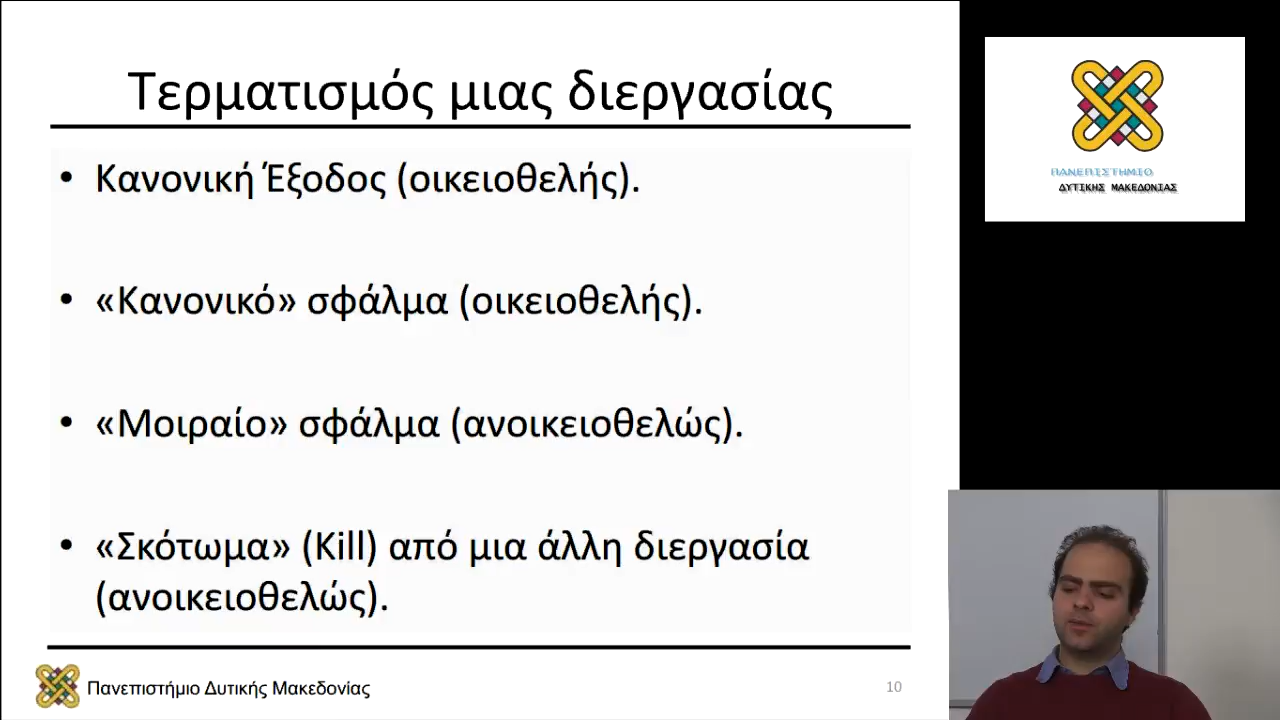 Τερματισμός μιας διεργασίας
• Κανονική Έξοδος (οικειοθελής).
• «Κανονικό» σφάλμα (οικειοθελής).
• «Μοιραίο» σφάλμα (ανοικειοθελώς).
• «Σκότωμα» (Kill) από μια άλλη διεργασία
(ανοικειοθελώς).
Πανεπιστήμιο Δυτικής Μακεδονίας
10
ΠΑΝΕΠΙΣΤΗΜΙΟ
ΔΥΤΙΚΗΣ ΜΑΚΕΔΟΝΙΑΣ